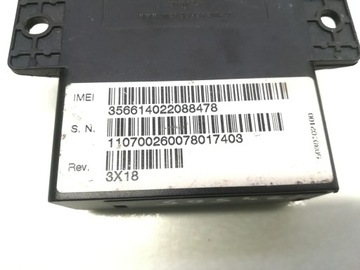 IMEI
356614022088478
S. N.
110700260078017403
Rev.
3X18